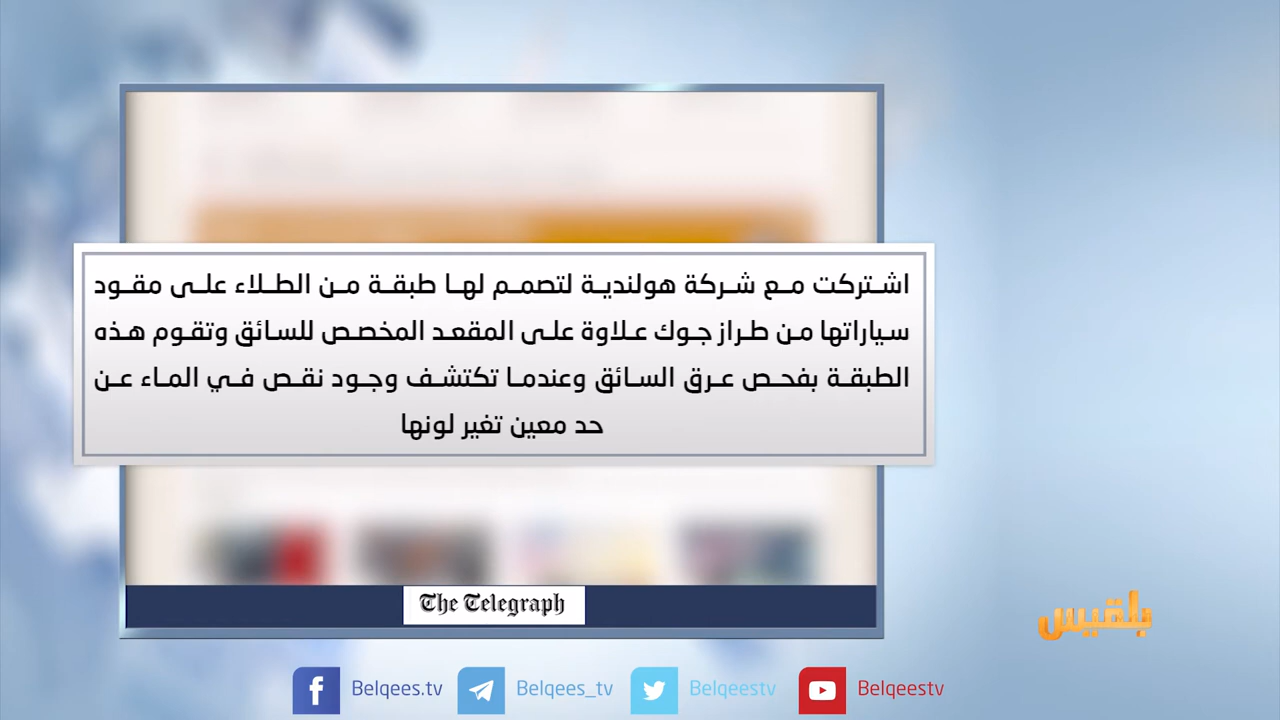 اشتركت مع شركة هولندية لتصمم لها طبقة من الطلاء على مقود
سياراتها من طراز جوك علاوة على المقعد المخصص للسائق وتقوم هذه
الطبقة بفحص عرق السائق وعندما تكتشف وجود نقص في الماء عن
حد معين تغير لونها
The Telegraph
بلقيس
Belqees.tv
Belqees_tv
Belqeestv
Belqeestv